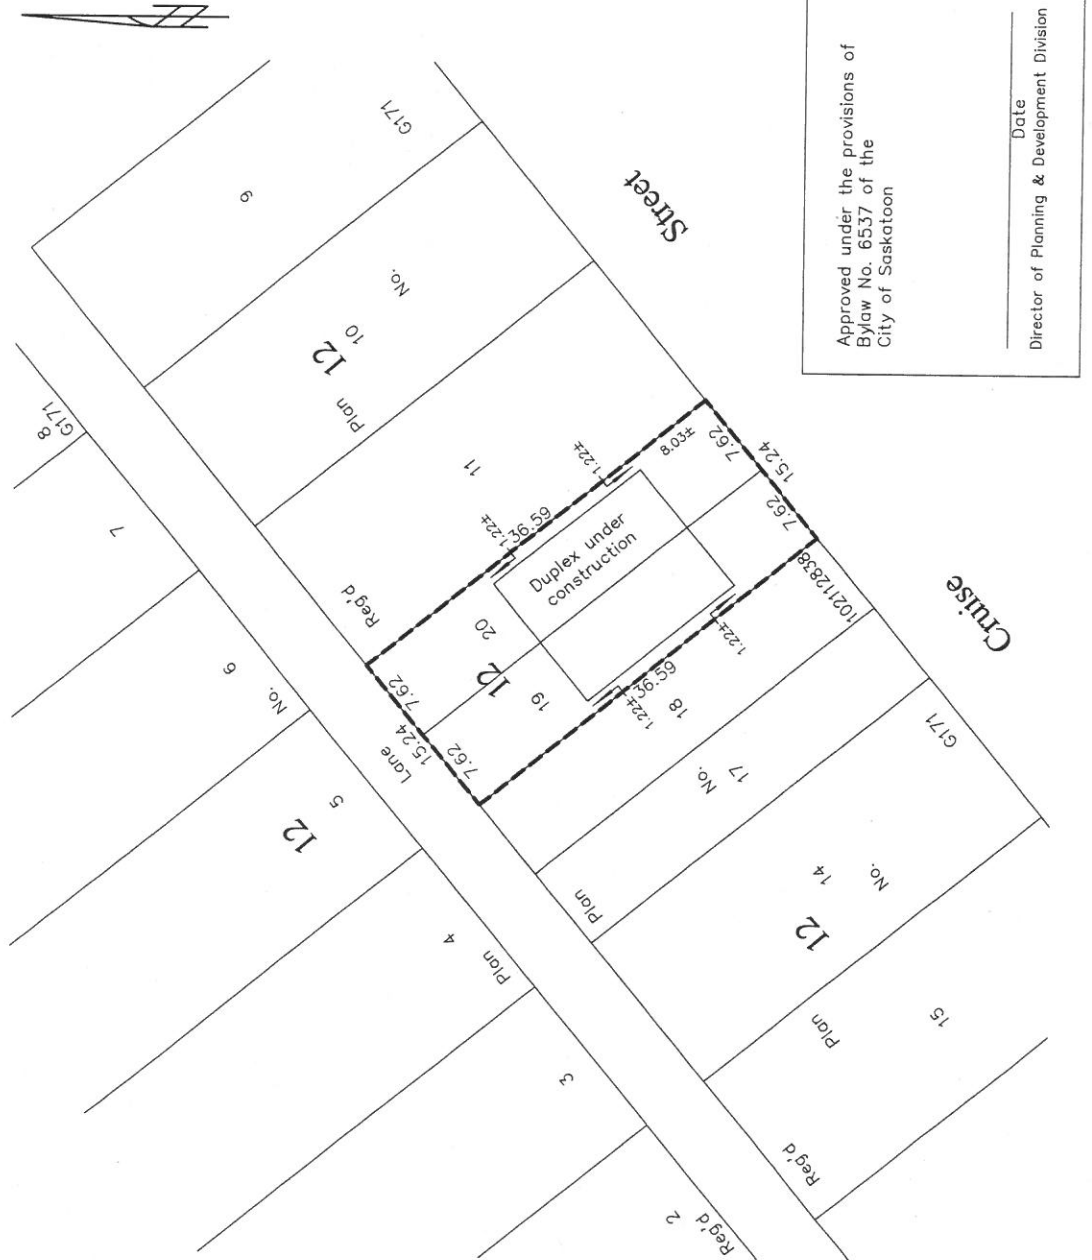 Approved under the provisions of
Bylaw No. 6537 of the
City of Saskatoon
Date
Director of Planning & Development Division
Cruise
Street
G171
9
No.
10
12
Plan
11
Reg'd
8
G171
7
6
No.
5
12
4
Plan
3
2
Reg'd
Lane
15.24
7.62
7.62
36.59
1.22±
1.22±
8.03±
7.62
15.24
7.62
Duplex under
construction
20
12
19
36.59
1.22±
1.22±
102112838
18
17
No.
Plan
G171
No.
14
12
Plan
15
Reg'd